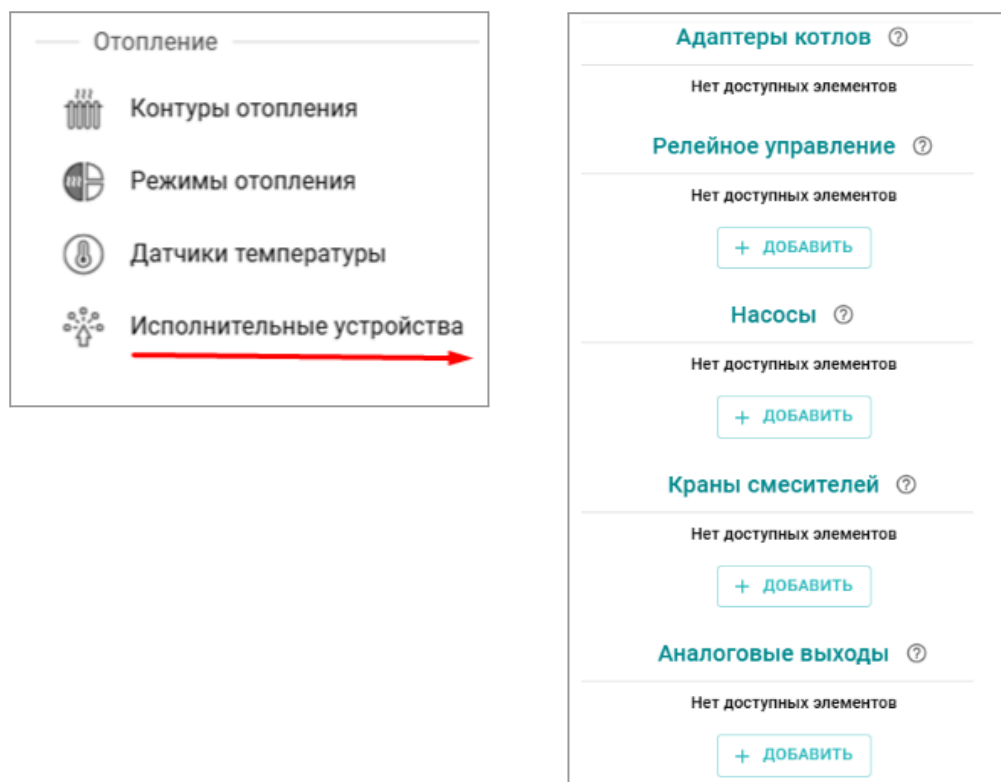 Отопление
Контуры отопления
Режимы отопления
Датчики температуры
Исполнительные устройства
Адаптеры котлов ?
Нет доступных элементов
Релейное управление ?
Нет доступных элементов
+ ДОБАВИТЬ
Насосы ?
Нет доступных элементов
+ ДОБАВИТЬ
Краны смесителей ?
Нет доступных элементов
+ ДОБАВИТЬ
Аналоговые выходы ?
Нет доступных элементов
+ ДОБАВИТЬ